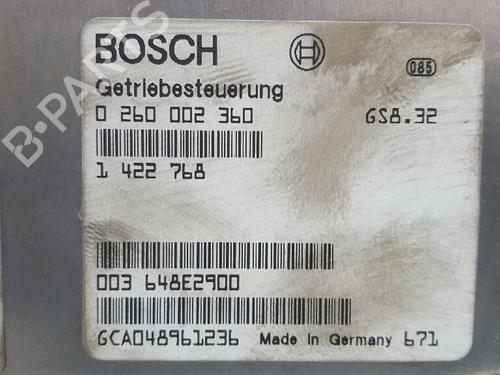 BOSCH
085
Getriebesteuerung
0 260 002 360 GS8.32
1 422 768
003 648E2900
GCA048961236 Made in Germany 671
B-PARTS